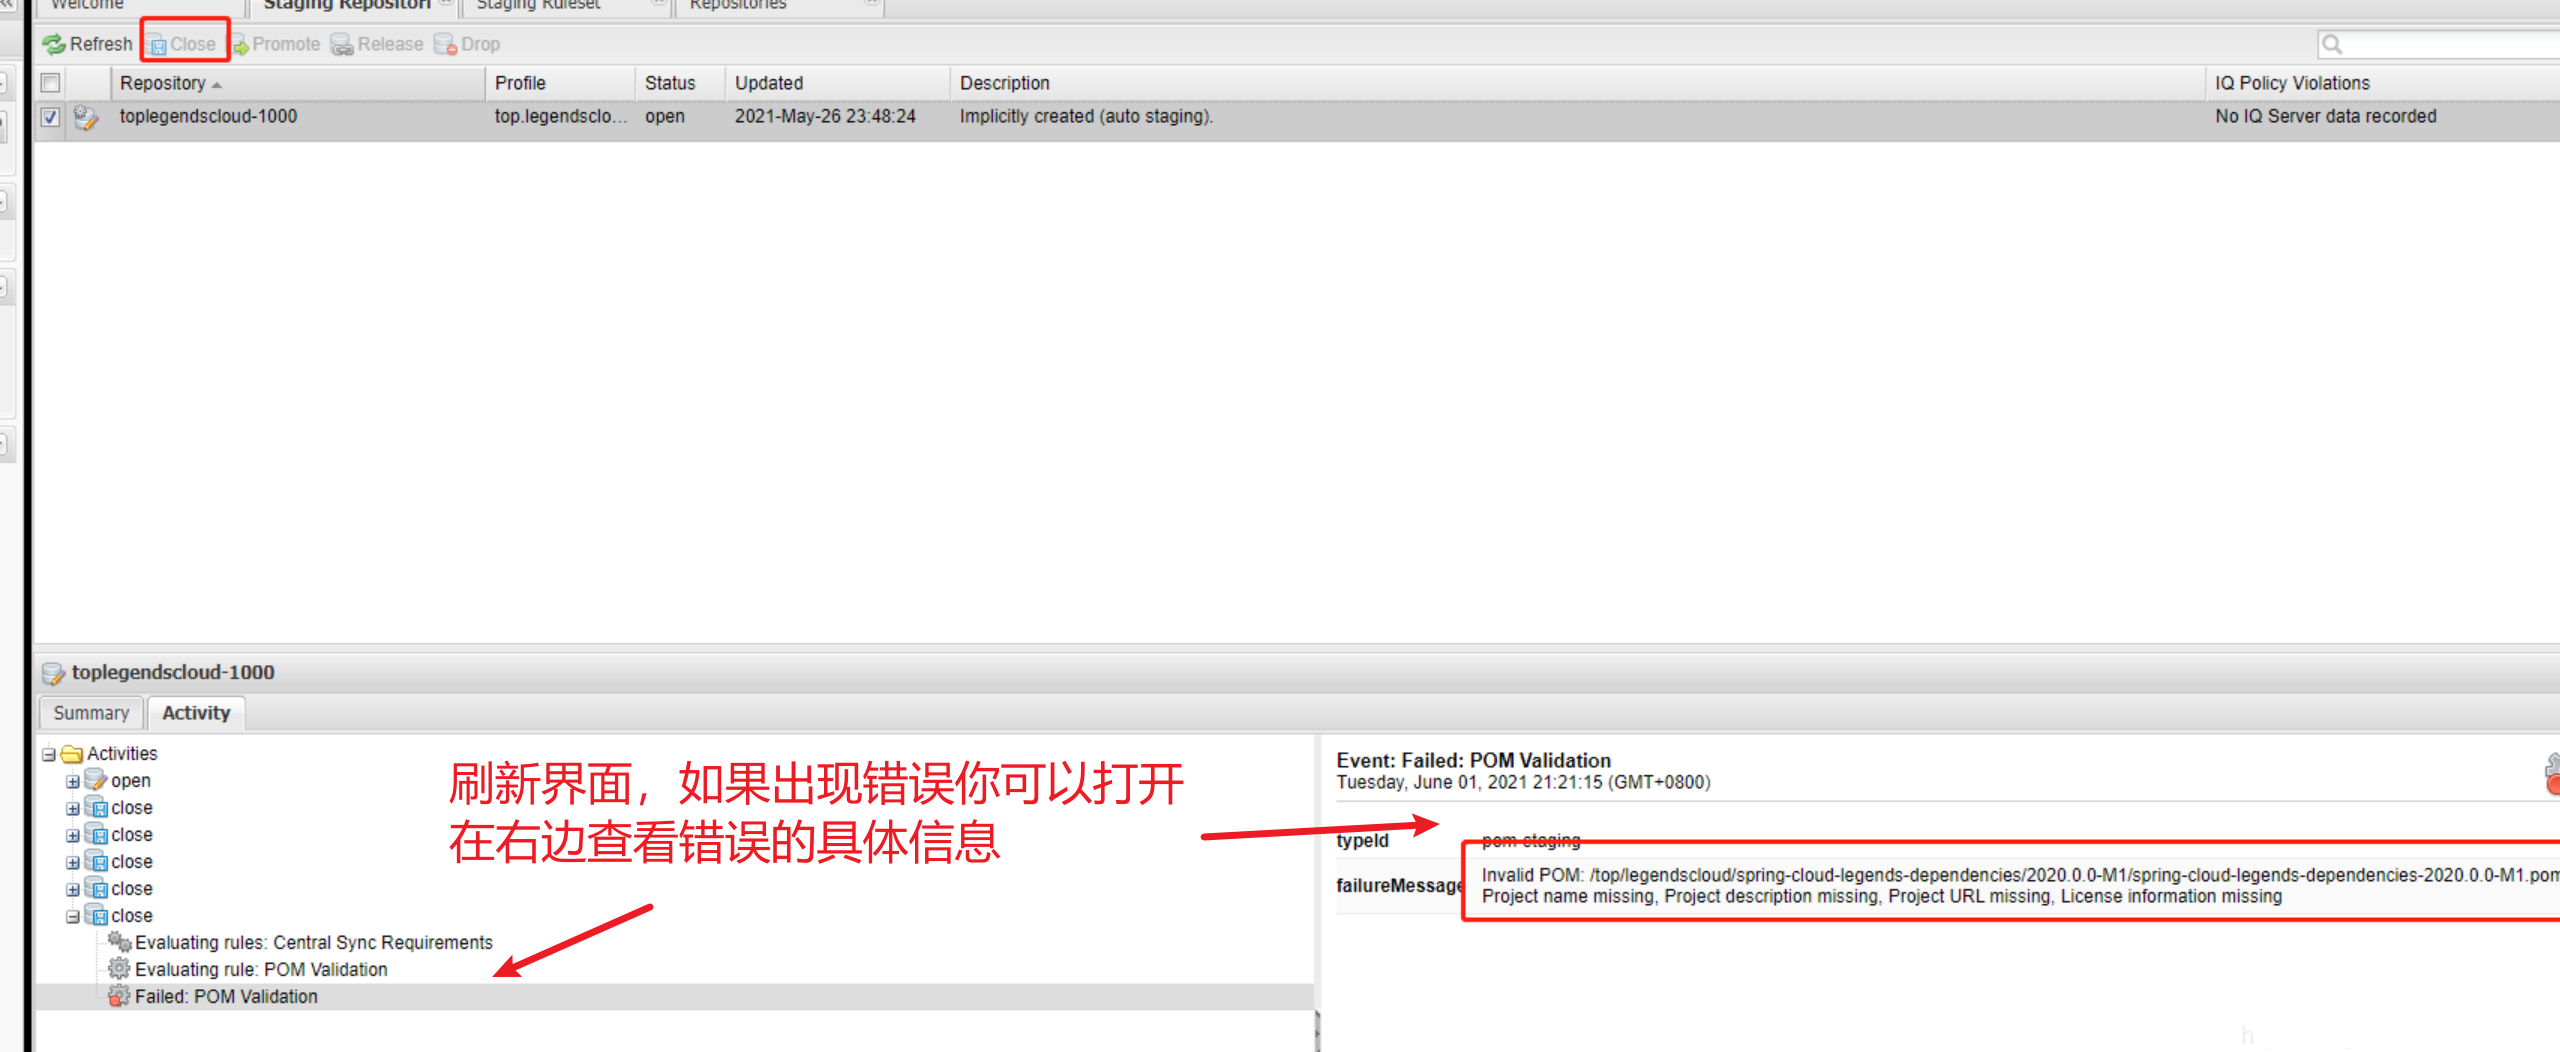 Welcome Staging Repositori Staging Ruleset Repositories
Refresh Close Promote Release Drop
Repository Profile Status Updated Description IQ Policy Violations
toplegendscloud-1000 top.legendsclo... open 2021-May-26 23:48:24 Implicitly created (auto staging). No IQ Server data recorded
toplegendscloud-1000
Summary Activity
Activities
open
close
close
close
close
close
Evaluating rules: Central Sync Requirements
Evaluating rule: POM Validation
Failed: POM Validation
刷新界面，如果出现错误你可以打开
在右边查看错误的具体信息
Event: Failed: POM Validation
Tuesday, June 01, 2021 21:21:15 (GMT+0800)
typeId pom-staging
failureMessage Invalid POM: /top/legendscloud/spring-cloud-legends-dependencies/2020.0.0-M1/spring-cloud-legends-dependencies-2020.0.0-M1.pom
Project name missing, Project description missing, Project URL missing, License information missing